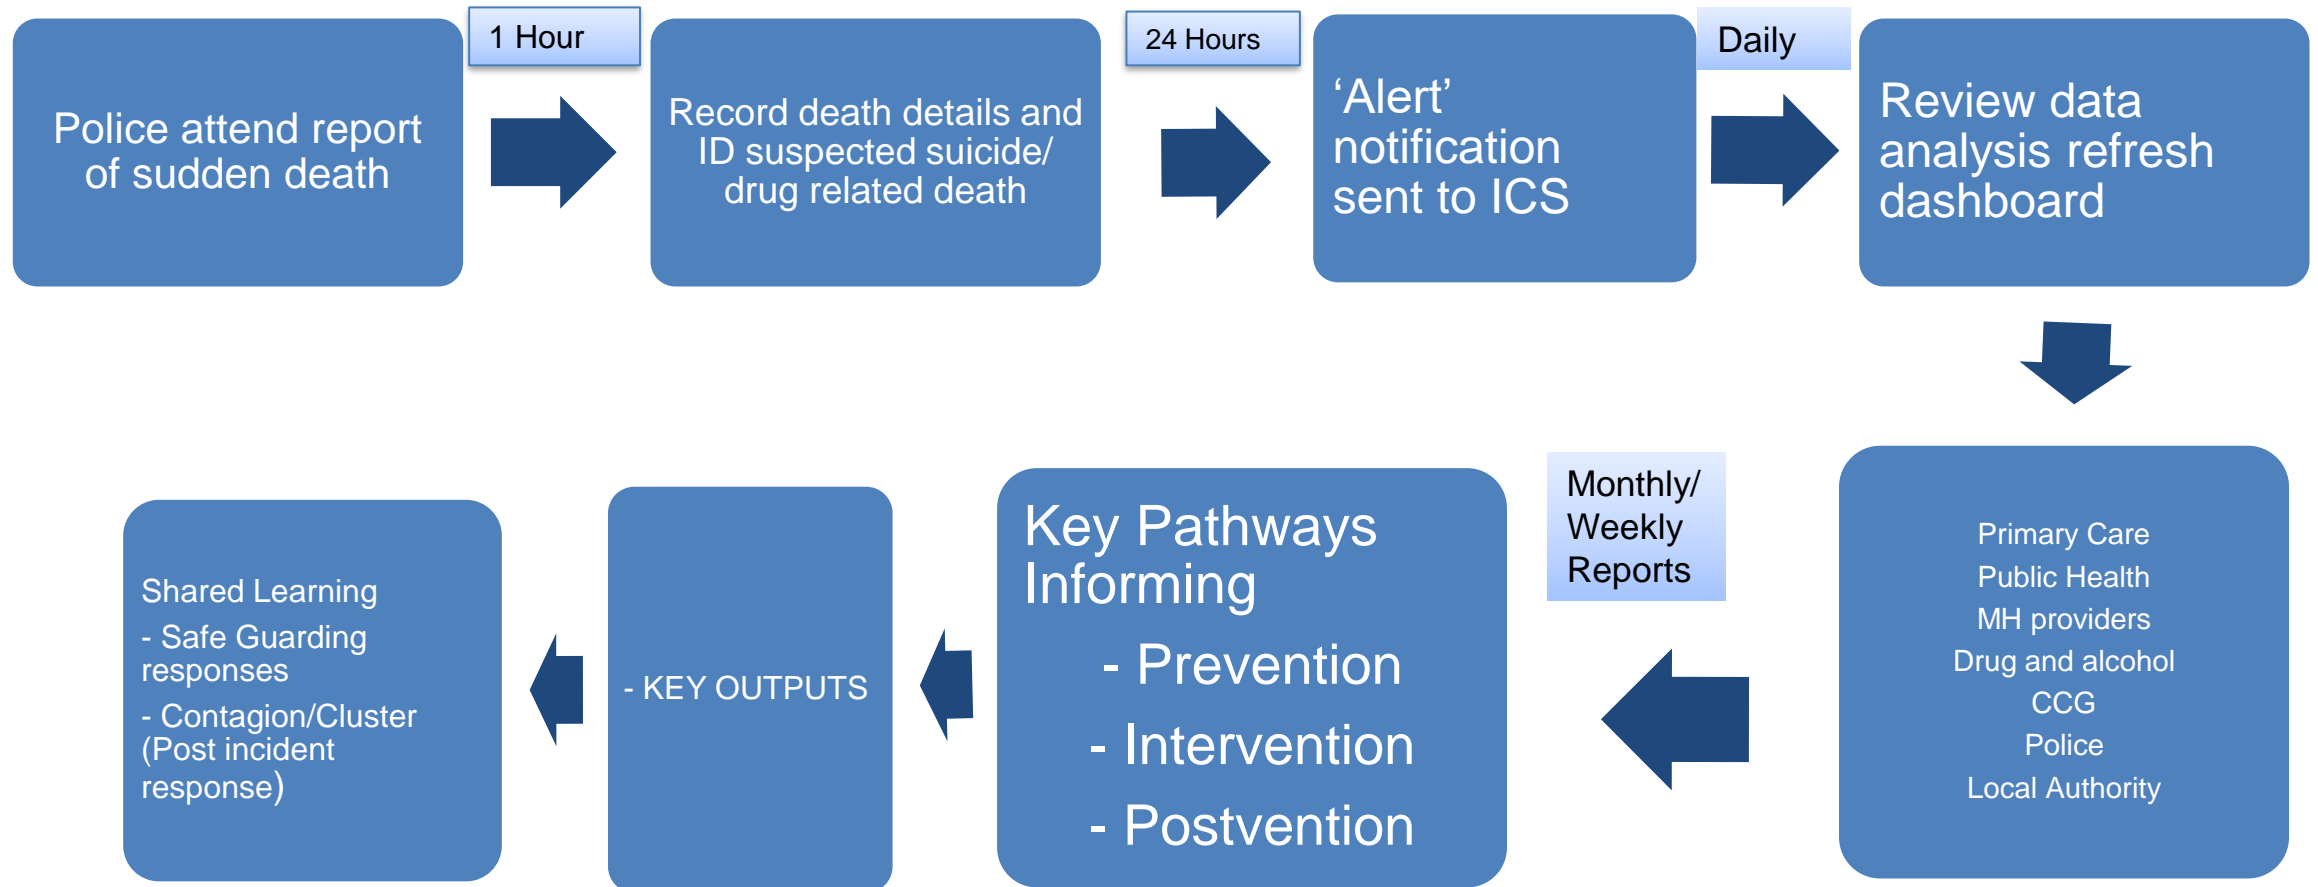 Police attend report
of sudden death
1 Hour
Record death details and
ID suspected suicide/
drug related death
24 Hours
‘Alert’
notification
sent to ICS
Daily
Review data
analysis refresh
dashboard
Primary Care
Public Health
MH providers
Drug and alcohol
CCG
Police
Local Authority
Monthly/
Weekly
Reports
Key Pathways
Informing
- Prevention
- Intervention
- Postvention
- KEY OUTPUTS
Shared Learning
- Safe Guarding
responses
- Contagion/Cluster
(Post incident
response)